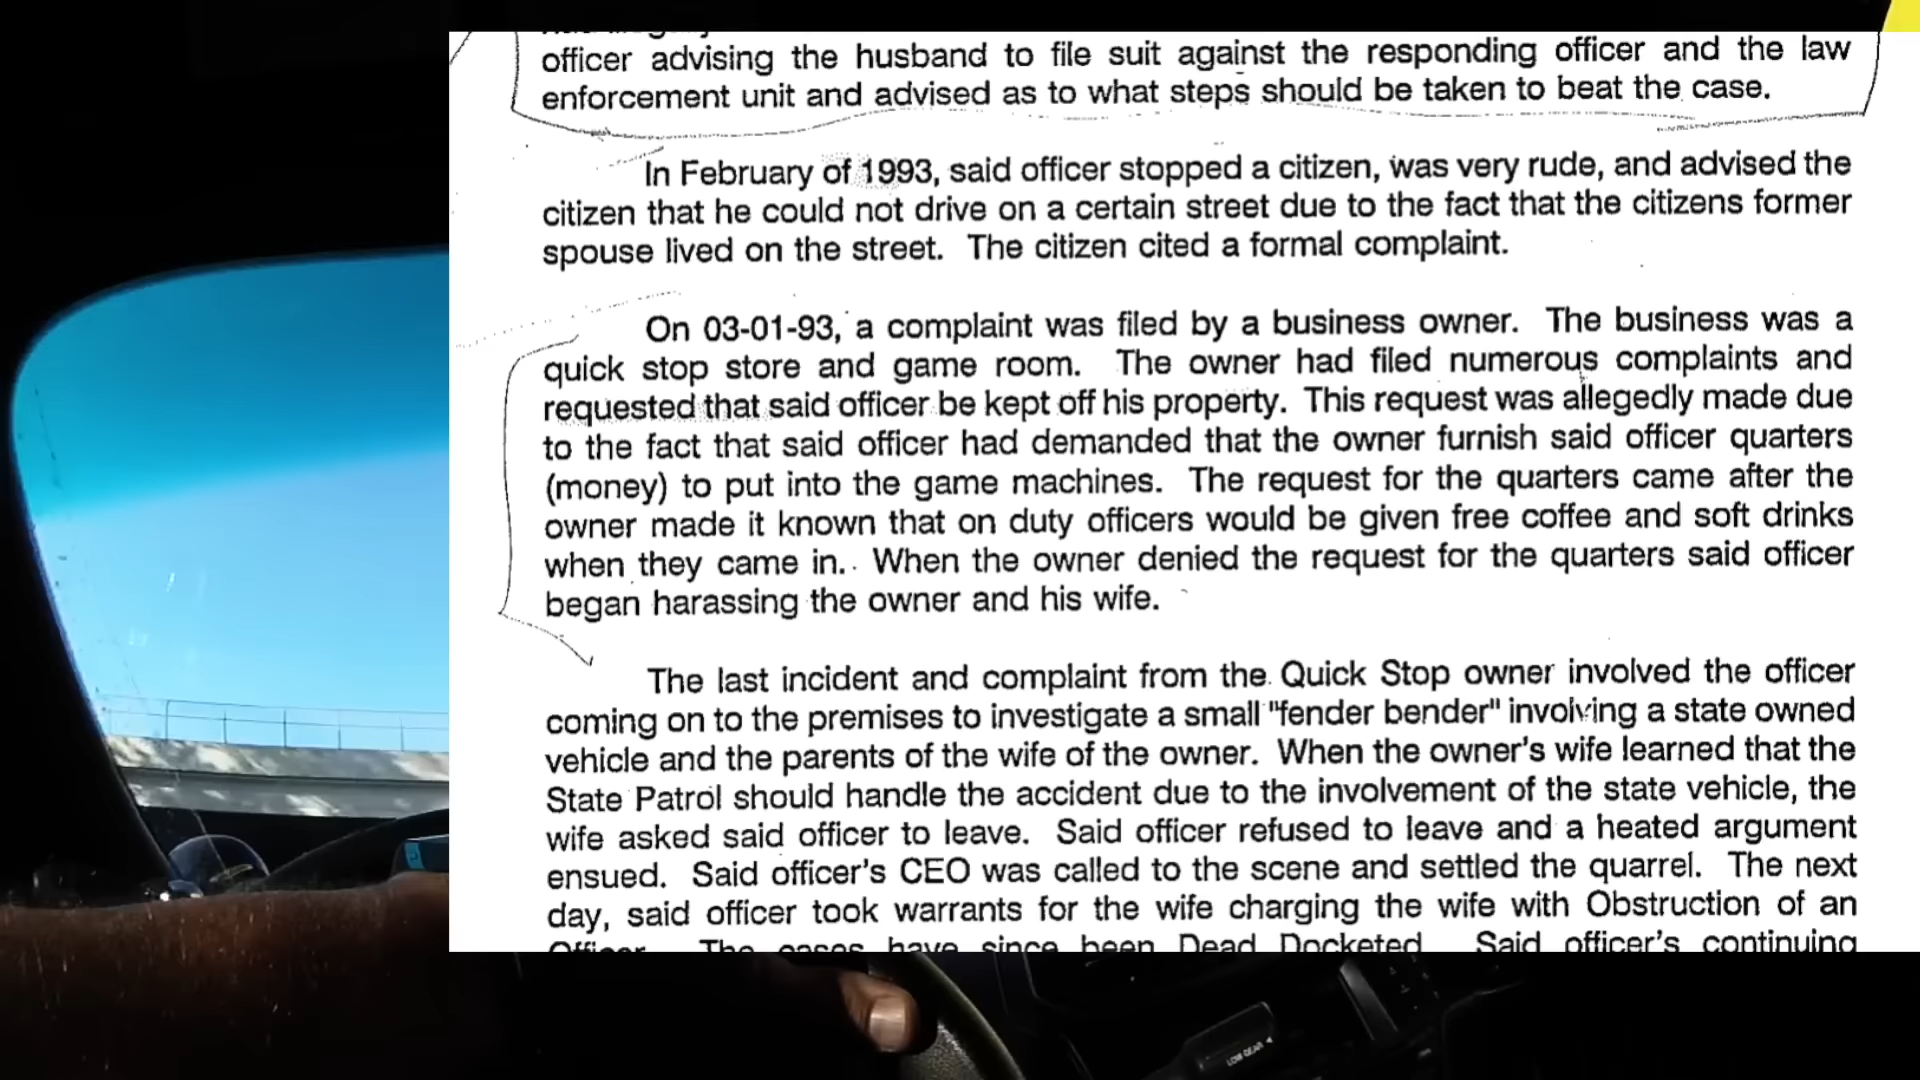 officer advising the husband to file suit against the responding officer and the law
enforcement unit and advised as to what steps should be taken to beat the case.
In February of 1993, said officer stopped a citizen, was very rude, and advised the
citizen that he could not drive on a certain street due to the fact that the citizens former
spouse lived on the street. The citizen cited a formal complaint.
On 03-01-93, a complaint was filed by a business owner. The business was a
quick stop store and game room. The owner had filed numerous complaints and
requested that said officer be kept off his property. This request was allegedly made due
to the fact that said officer had demanded that the owner furnish said officer quarters
(money) to put into the game machines. The request for the quarters came after the
owner made it known that on duty officers would be given free coffee and soft drinks
when they came in. When the owner denied the request for the quarters said officer
began harassing the owner and his wife.
The last incident and complaint from the Quick Stop owner involved the officer
coming on to the premises to investigate a small "fender bender" involving a state owned
vehicle and the parents of the wife of the owner. When the owner's wife learned that the
State Patrol should handle the accident due to the involvement of the state vehicle, the
wife asked said officer to leave. Said officer refused to leave and a heated argument
ensued. Said officer's CEO was called to the scene and settled the quarrel. The next
day, said officer took warrants for the wife charging the wife with Obstruction of an
Officer. The cases have since been Dead Docketed. Said officer's continuing
LOW GEAR